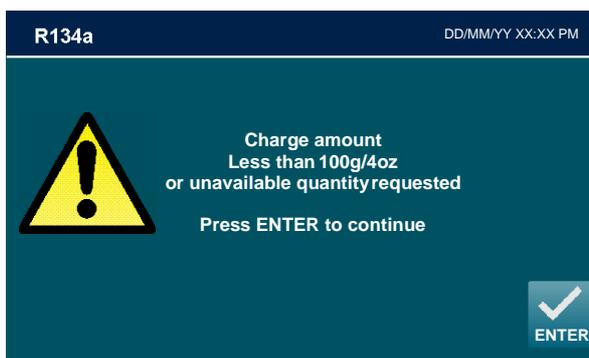 R134a
DD/MM/YY XX:XX PM
Charge amount
Less than 100g/4oz
or unavailable quantity requested
Press ENTER to continue
ENTER